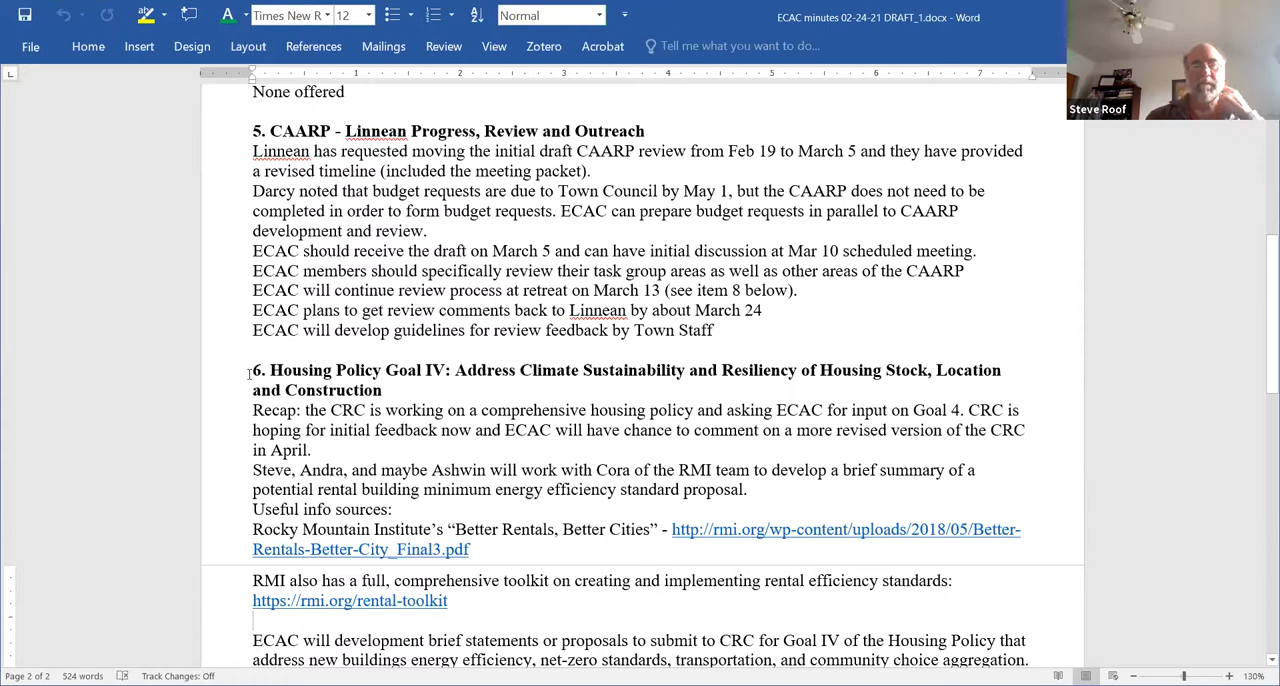 Times New R
12
Normal
ECAC minutes 02-24-21 DRAFT_1.docx - Word
File Home Insert Design Layout References Mailings Review View Zotero Acrobat Tell me what you want to do...
Steve Roof
1 2 3 4 5 6 7
None offered
5. CAARP - Linnean Progress, Review and Outreach
Linnean has requested moving the initial draft CAARP review from Feb 19 to March 5 and they have provided
a revised timeline (included the meeting packet).
Darcy noted that budget requests are due to Town Council by May 1, but the CAARP does not need to be
completed in order to form budget requests. ECAC can prepare budget requests in parallel to CAARP
development and review.
ECAC should receive the draft on March 5 and can have initial discussion at Mar 10 scheduled meeting.
ECAC members should specifically review their task group areas as well as other areas of the CAARP
ECAC will continue review process at retreat on March 13 (see item 8 below).
ECAC plans to get review comments back to Linnean by about March 24
ECAC will develop guidelines for review feedback by Town Staff
6. Housing Policy Goal IV: Address Climate Sustainability and Resiliency of Housing Stock, Location
and Construction
Recap: the CRC is working on a comprehensive housing policy and asking ECAC for input on Goal 4. CRC is
hoping for initial feedback now and ECAC will have chance to comment on a more revised version of the CRC
in April.
Steve, Andra, and maybe Ashwin will work with Cora of the RMI team to develop a brief summary of a
potential rental building minimum energy efficiency standard proposal.
Useful info sources:
Rocky Mountain Institute’s “Better Rentals, Better Cities” - http://rmi.org/wp-content/uploads/2018/05/Better-
Rentals-Better-City_Final3.pdf
RMI also has a full, comprehensive toolkit on creating and implementing rental efficiency standards:
https://rmi.org/rental-toolkit
ECAC will development brief statements or proposals to submit to CRC for Goal IV of the Housing Policy that
address new buildings energy efficiency, net-zero standards, transportation, and community choice aggregation.
Page 2 of 2 524 words Track Changes: Off 130%